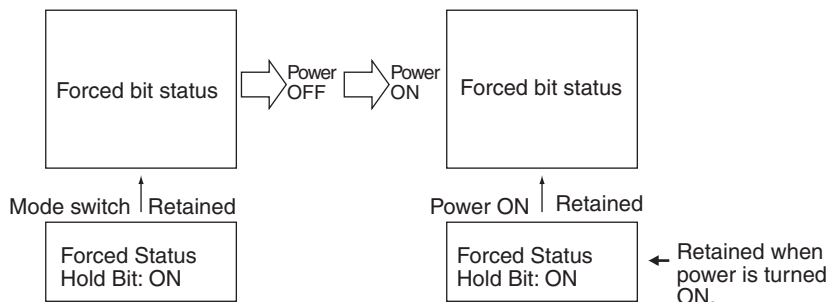 Forced bit status
Power
OFF
Power
ON
Forced bit status
Mode switch
Retained
Power ON
Retained
Forced Status
Hold Bit: ON
Forced Status
Hold Bit: ON
Retained when
power is turned
ON.